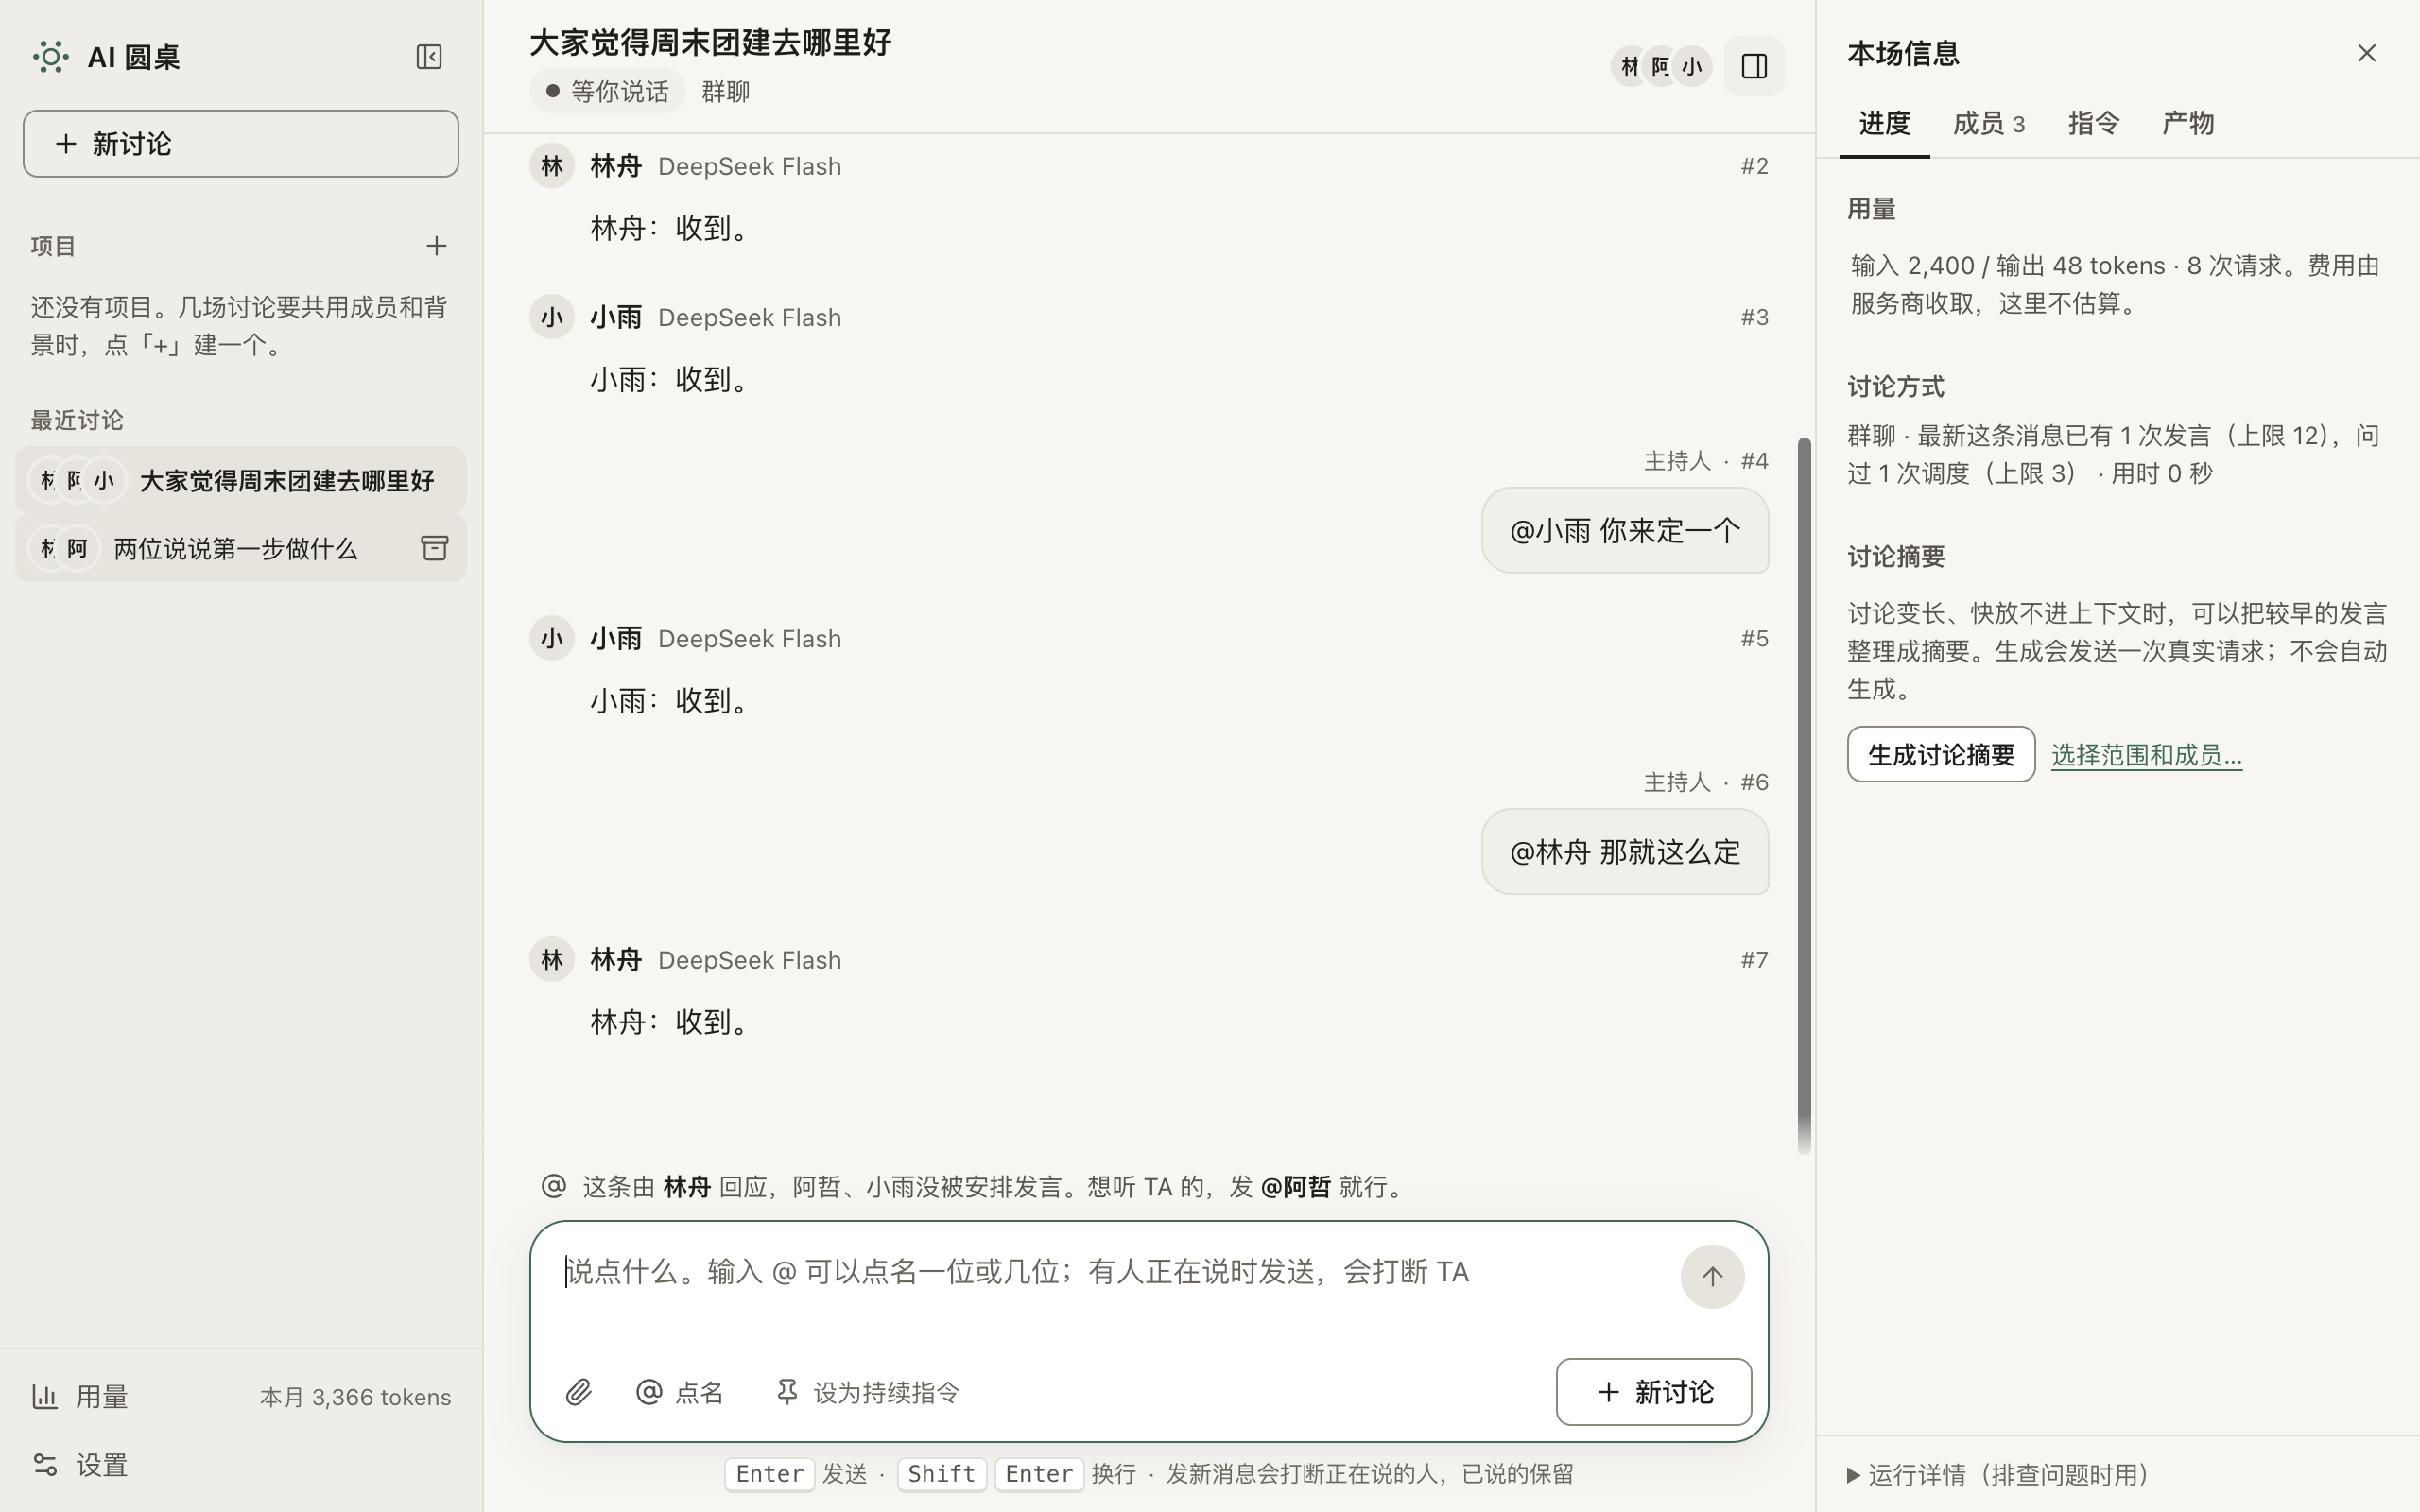 AI 圆桌
新讨论
项目
还没有项目。几场讨论要共用成员和背
景时，点「+」建一个。
最近讨论
林 阿 小 大家觉得周末团建去哪里好
林 阿 两位说说第一步做什么
用量 本月 3,366 tokens
设置
大家觉得周末团建去哪里好
等你说话 群聊
林 阿 小
林 林舟 DeepSeek Flash #2
林舟：收到。
小 小雨 DeepSeek Flash #3
小雨：收到。
主持人 · #4
@小雨 你来定一个
小 小雨 DeepSeek Flash #5
小雨：收到。
主持人 · #6
@林舟 那就这么定
林 林舟 DeepSeek Flash #7
林舟：收到。
@ 这条由 林舟 回应，阿哲、小雨没被安排发言。想听 TA 的，发 @阿哲 就行。
说点什么。输入 @ 可以点名一位或几位；有人正在说时发送，会打断 TA
@ 点名 设为持续指令 新讨论
Enter 发送 · Shift Enter 换行 · 发新消息会打断正在说的人，已说的保留
本场信息
进度 成员 3 指令 产物
用量
输入 2,400 / 输出 48 tokens · 8 次请求。费用由
服务商收取，这里不估算。
讨论方式
群聊 · 最新这条消息已有 1 次发言（上限 12），问
过 1 次调度（上限 3） · 用时 0 秒
讨论摘要
讨论变长、快放不进上下文时，可以把较早的发言
整理成摘要。生成会发送一次真实请求；不会自动
生成。
生成讨论摘要 选择范围和成员…
运行详情（排查问题时用）